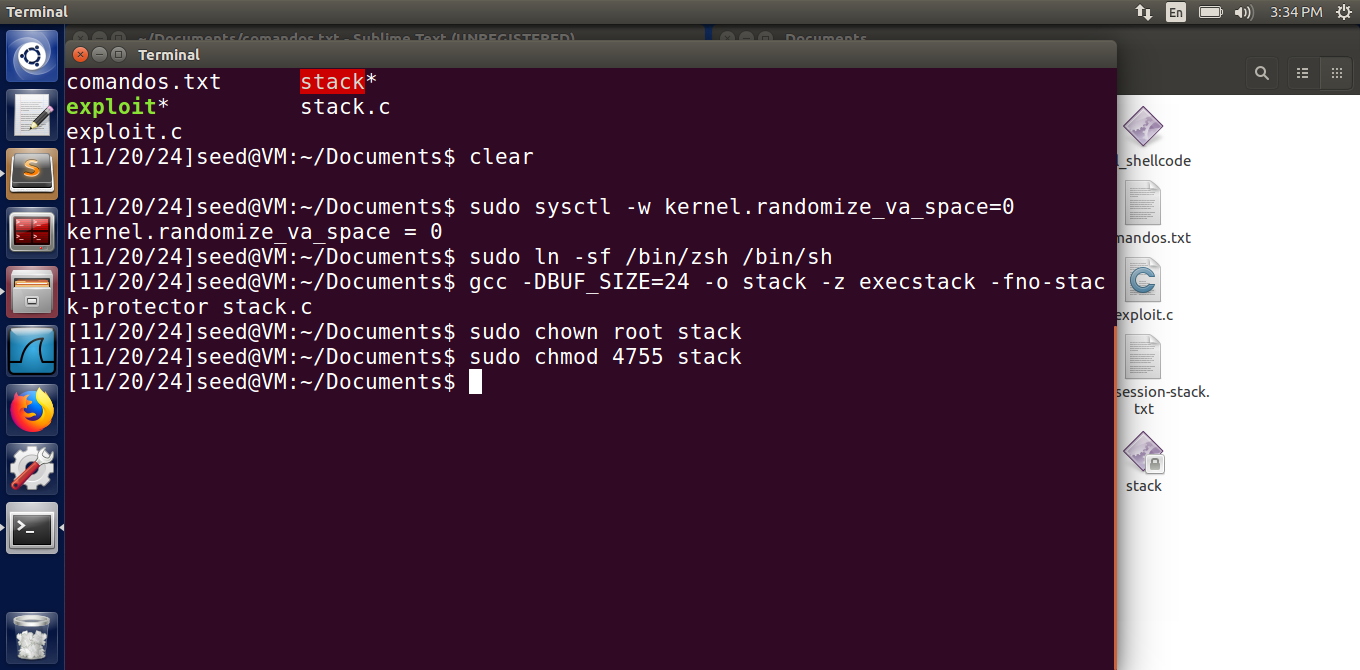 Terminal
En
3:34 PM
~/Documents/comandos.txt - Sublime Text (UNREGISTERED)
Documents
Terminal
comandos.txt stack*
exploit* stack.c
exploit.c
[11/20/24]seed@VM:~/Documents$ clear
[11/20/24]seed@VM:~/Documents$ sudo sysctl -w kernel.randomize_va_space=0
kernel.randomize_va_space = 0
[11/20/24]seed@VM:~/Documents$ sudo ln -sf /bin/zsh /bin/sh
[11/20/24]seed@VM:~/Documents$ gcc -DBUF_SIZE=24 -o stack -z execstack -fno-stac
k-protector stack.c
[11/20/24]seed@VM:~/Documents$ sudo chown root stack
[11/20/24]seed@VM:~/Documents$ sudo chmod 4755 stack
[11/20/24]seed@VM:~/Documents$
l_shellcode
mandos.txt
exploit.c
session-stack.
txt
stack